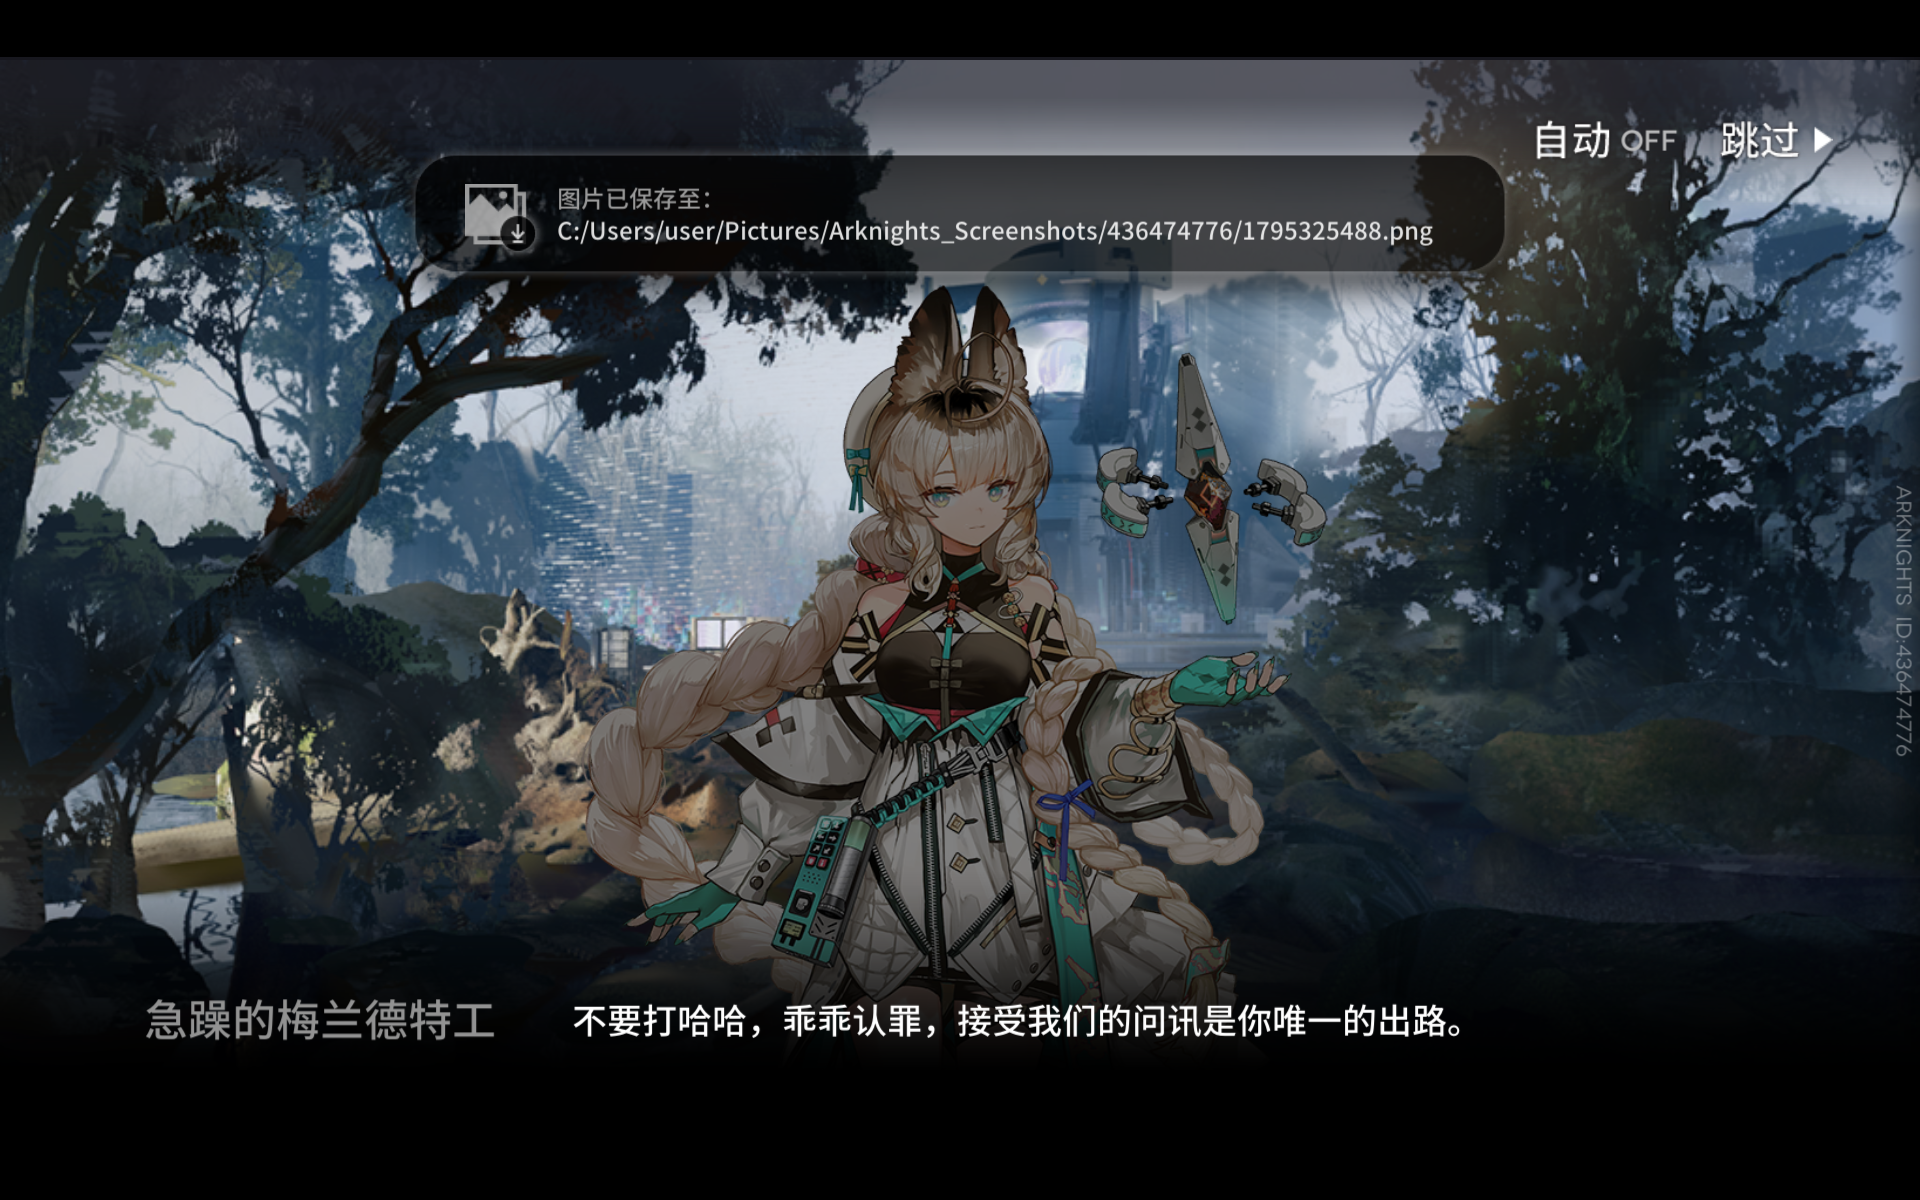 自动 OFF 跳过
图片已保存至：
C:/Users/user/Pictures/Arknights_Screenshots/436474776/1795325488.png
ARKNIGHTS ID:436474776
急躁的梅兰德特工 不要打哈哈，乖乖认罪，接受我们的问讯是你唯一的出路。